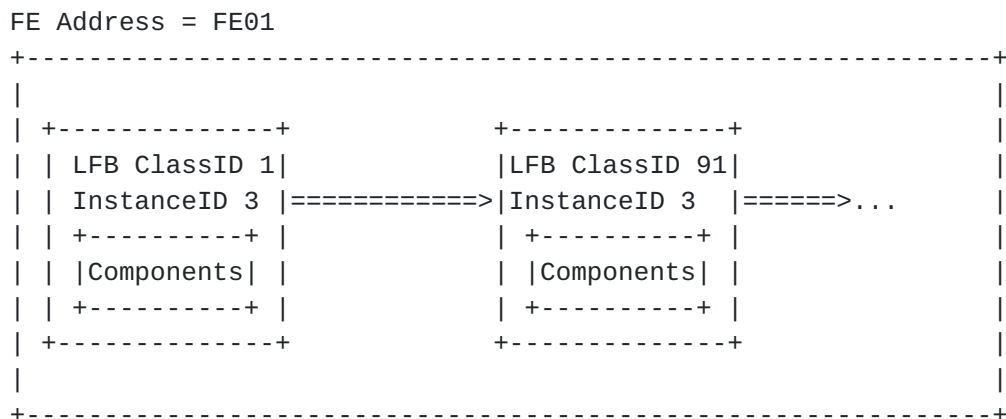 FE Address = FE01
+--------------------------------------------------------------+
|                                                              |
| +--------------+             +--------------+                |
| | LFB ClassID 1|             |LFB ClassID 91|                |
| | InstanceID 3 |============>|InstanceID 3  |======>...      |
| | +----------+ |             | +----------+ |                |
| | |Components| |             | |Components| |                |
| | +----------+ |             | +----------+ |                |
| +--------------+             +--------------+                |
|                                                              |
+--------------------------------------------------------------+